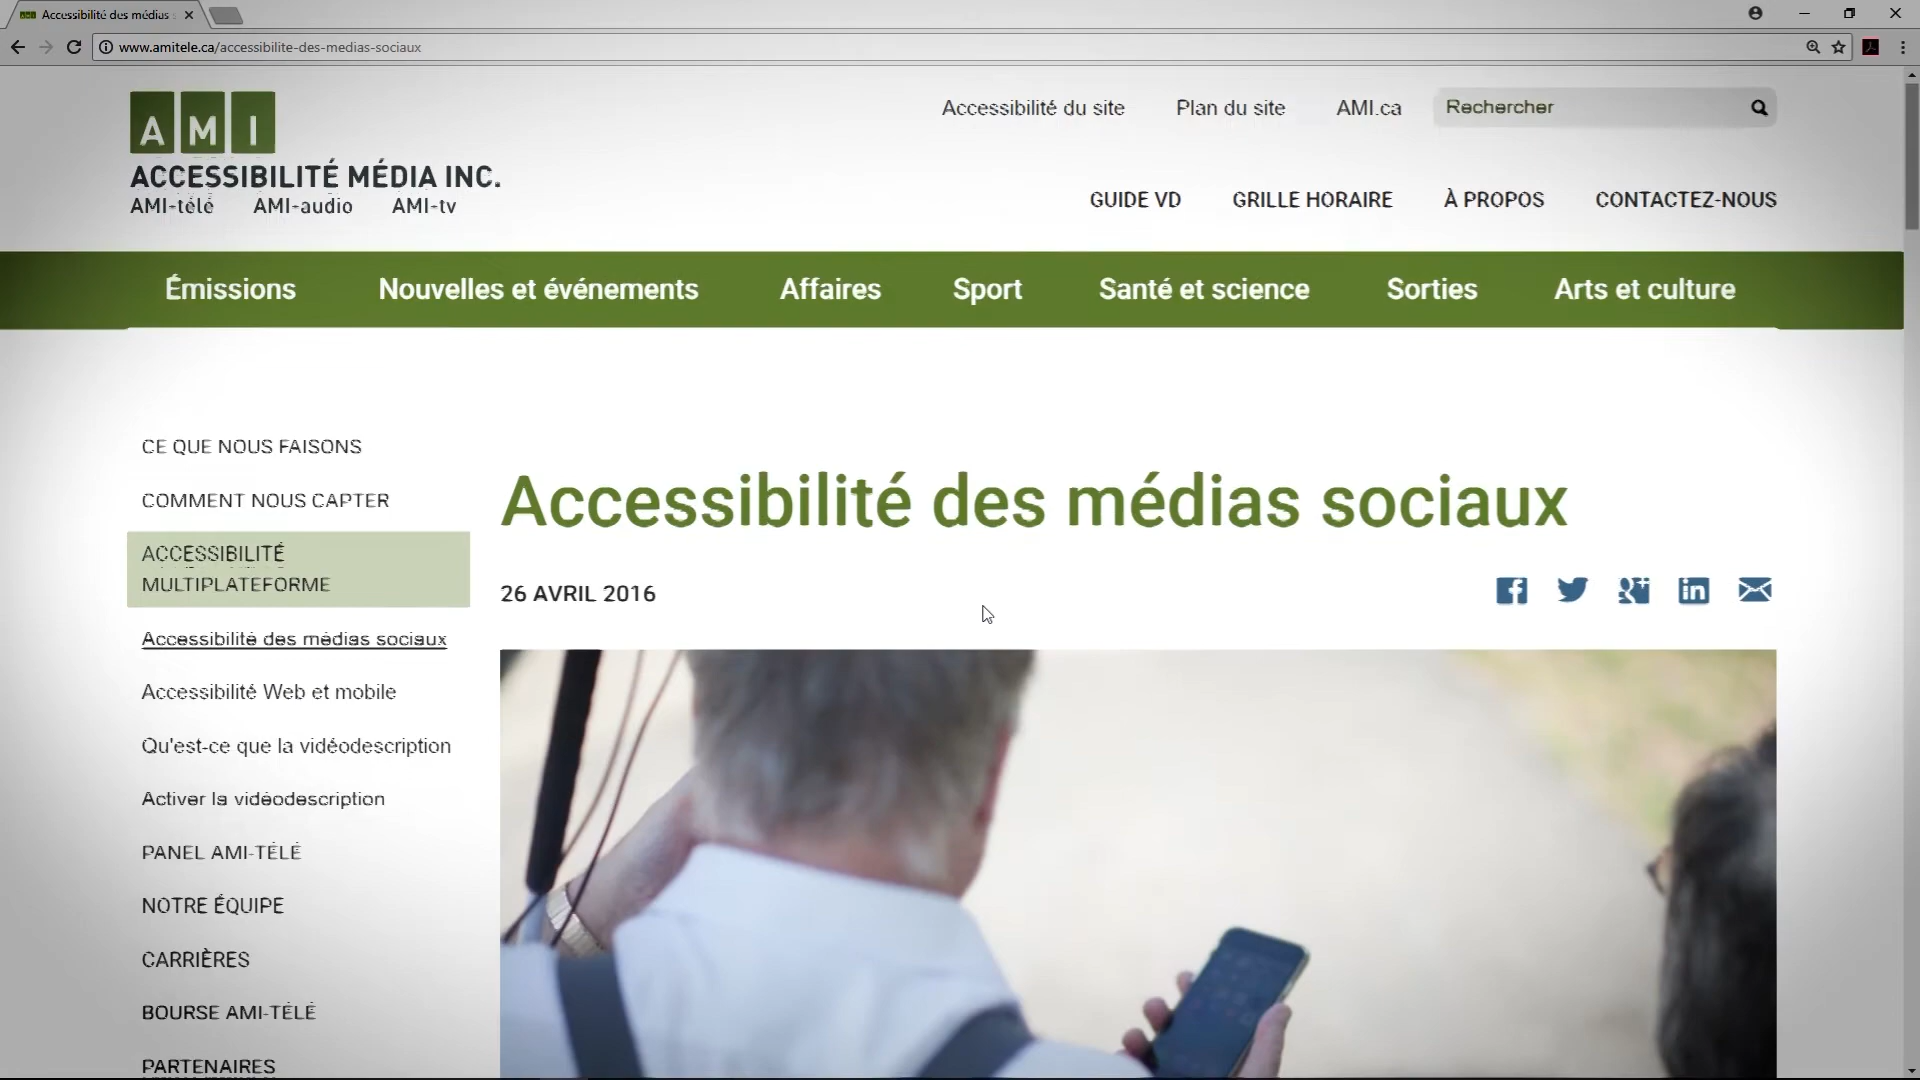 Accessibilité des médias
www.amitele.ca/accessibilite-des-medias-sociaux
AMI
ACCESSIBILITÉ MÉDIA INC.
AMI-télé AMI-audio AMI-tv
Accessibilité du site Plan du site AMI.ca Rechercher
GUIDE VD GRILLE HORAIRE À PROPOS CONTACTEZ-NOUS
Émissions Nouvelles et événements Affaires Sport Santé et science Sorties Arts et culture
CE QUE NOUS FAISONS
COMMENT NOUS CAPTER
ACCESSIBILITÉ
MULTIPLATEFORME
Accessibilité des médias sociaux
Accessibilité Web et mobile
Qu'est-ce que la vidéodescription
Activer la vidéodescription
PANEL AMI-TÉLÉ
NOTRE ÉQUIPE
CARRIÈRES
BOURSE AMI-TÉLÉ
PARTENAIRES
Accessibilité des médias sociaux
26 AVRIL 2016